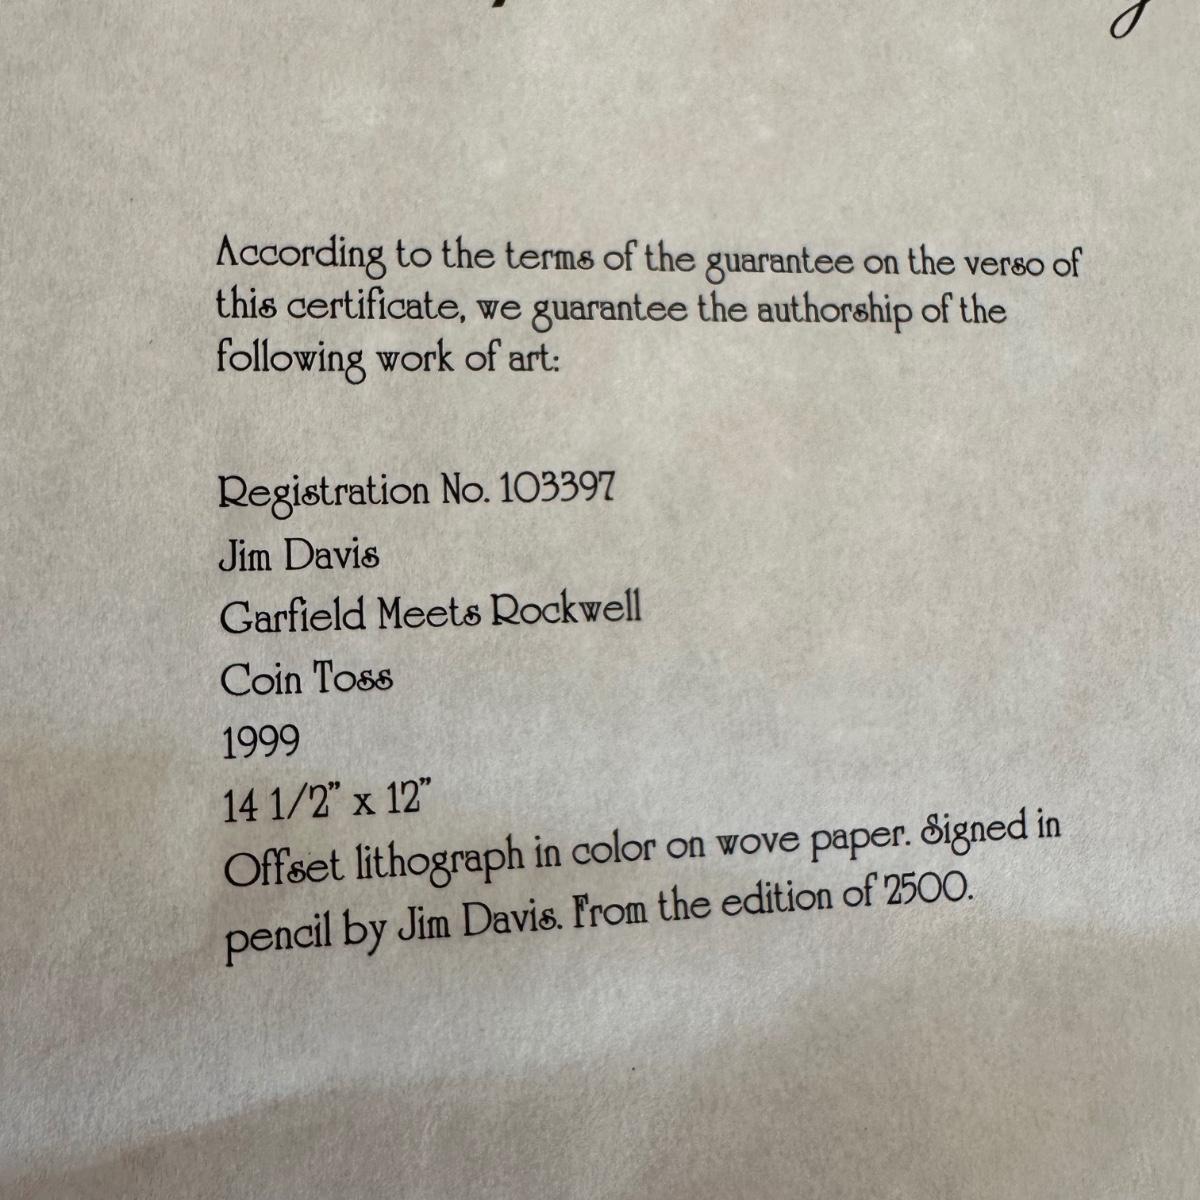 According to the terms of the guarantee on the verso of
this certificate, we guarantee the authorship of the
following work of art:
Registration No. 103397
Jim Davis
Garfield Meets Rockwell
Coin Toss
1999
14 1/2” x 12”
Offset lithograph in color on wove paper. Signed in
pencil by Jim Davis. From the edition of 2500.